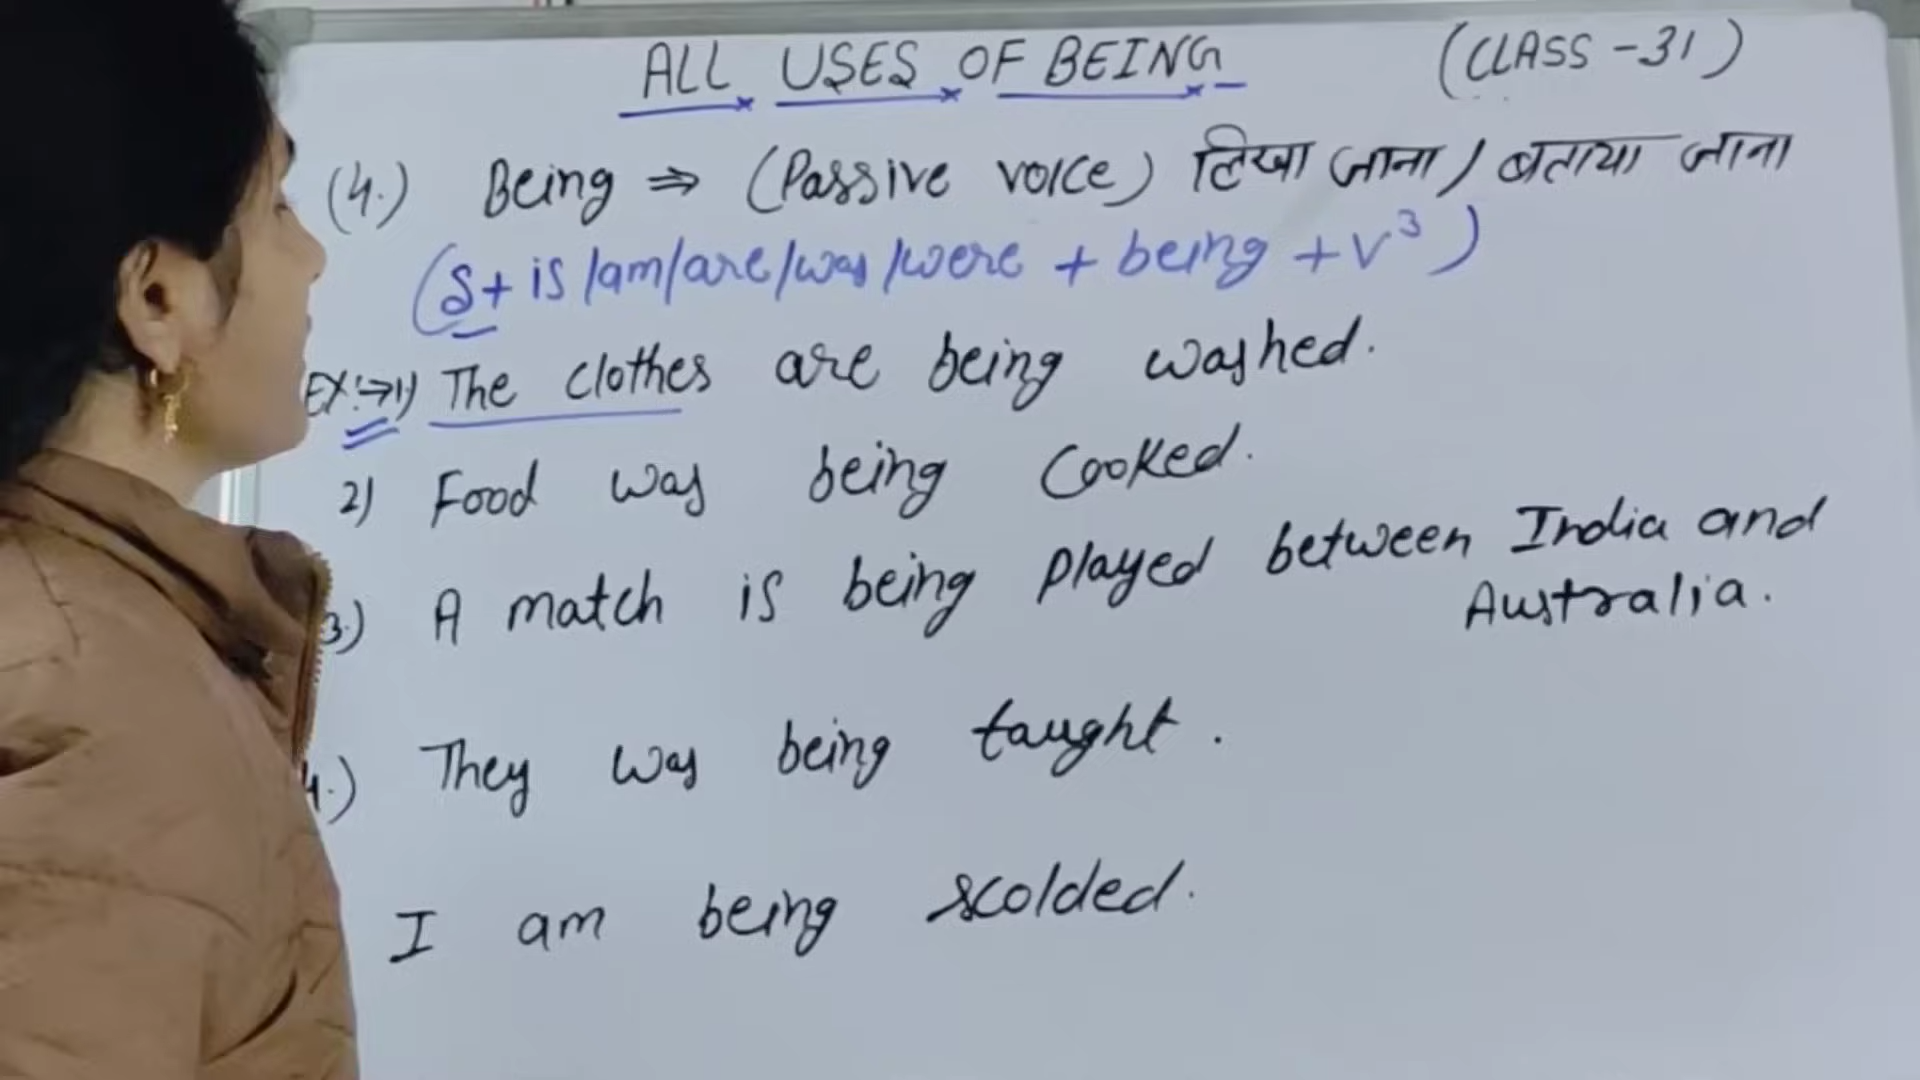 ALL USES OF BEING (CLASS - 31)
(4.) Being ⇒ (Passive voice) लिखा जाना / बताया जाना
(S + is /am/are/was/were + being + V³)
EX:→1) The clothes are being washed.
2) Food was being cooked.
3.) A match is being played between India and
Australia.
4.) They was being taught.
I am being scolded.